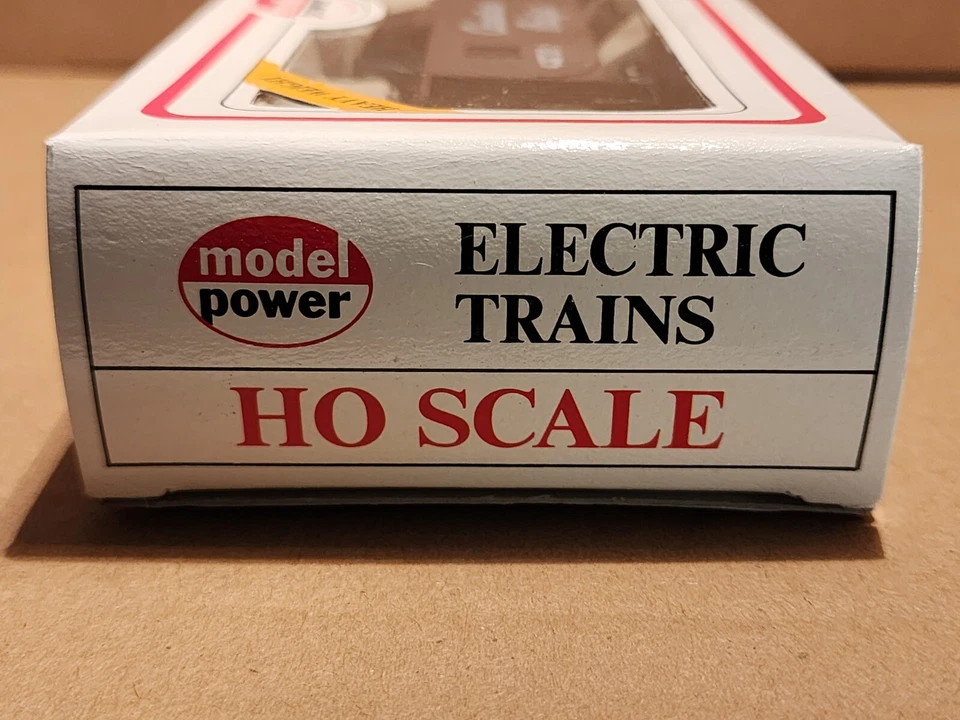 model
power
ELECTRIC
TRAINS
HO SCALE